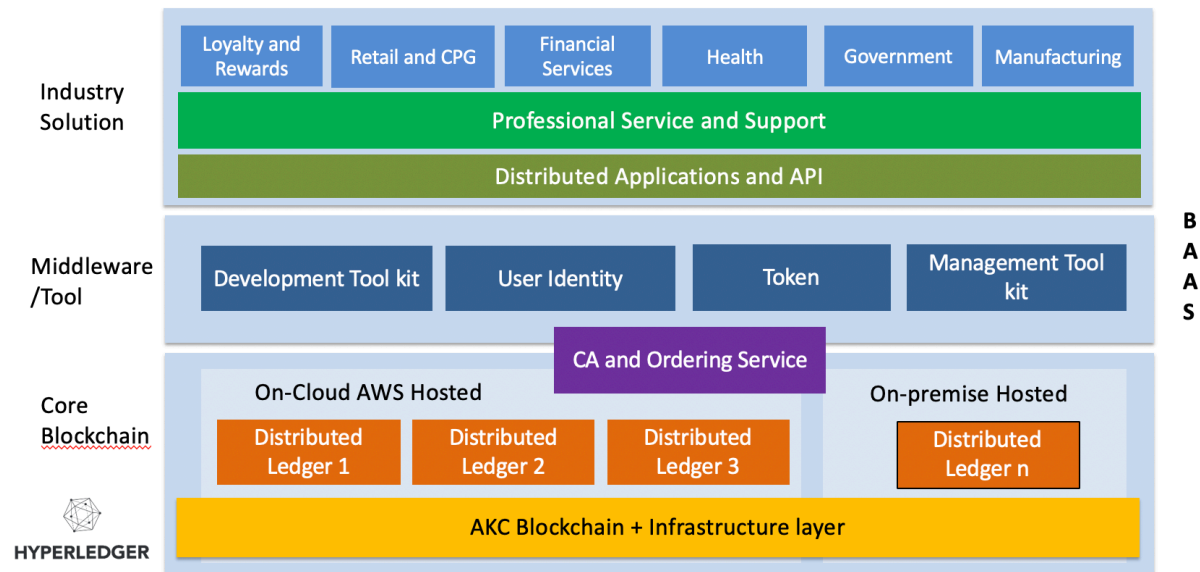 Loyalty and
Rewards
Retail and CPG
Financial
Services
Health
Government
Manufacturing
Industry
Solution
Professional Service and Support
Distributed Applications and API
Middleware
/Tool
Development Tool kit
User Identity
Token
Management Tool
kit
B
A
A
S
CA and Ordering Service
Core
Blockchain
On-Cloud AWS Hosted
On-premise Hosted
Distributed
Ledger 1
Distributed
Ledger 2
Distributed
Ledger 3
Distributed
Ledger n
AKC Blockchain + Infrastructure layer
HYPERLEDGER